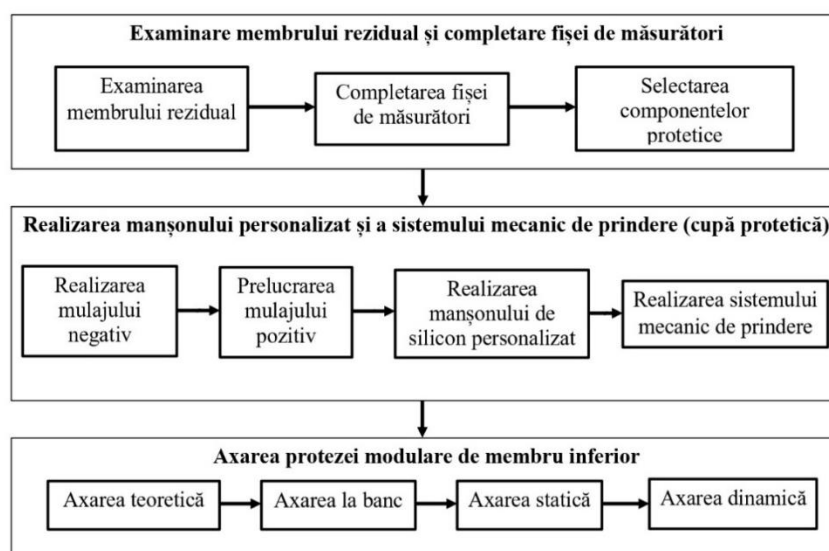 Examinare membrului rezidual și completare fișei de măsurători
Examinarea
membrului rezidual
Completarea fișei
de măsurători
Selectarea
componentelor
protetice
Realizarea manșonului personalizat și a sistemului mecanic de prindere (cupă protetică)
Realizarea
mulajului
negativ
Prelucrarea
mulajului
pozitiv
Realizarea
manșonului de
silicon personalizat
Realizarea sistemului
mecanic de prindere
Axarea protezei modulare de membru inferior
Axarea teoretică
Axarea la banc
Axarea statică
Axarea dinamică